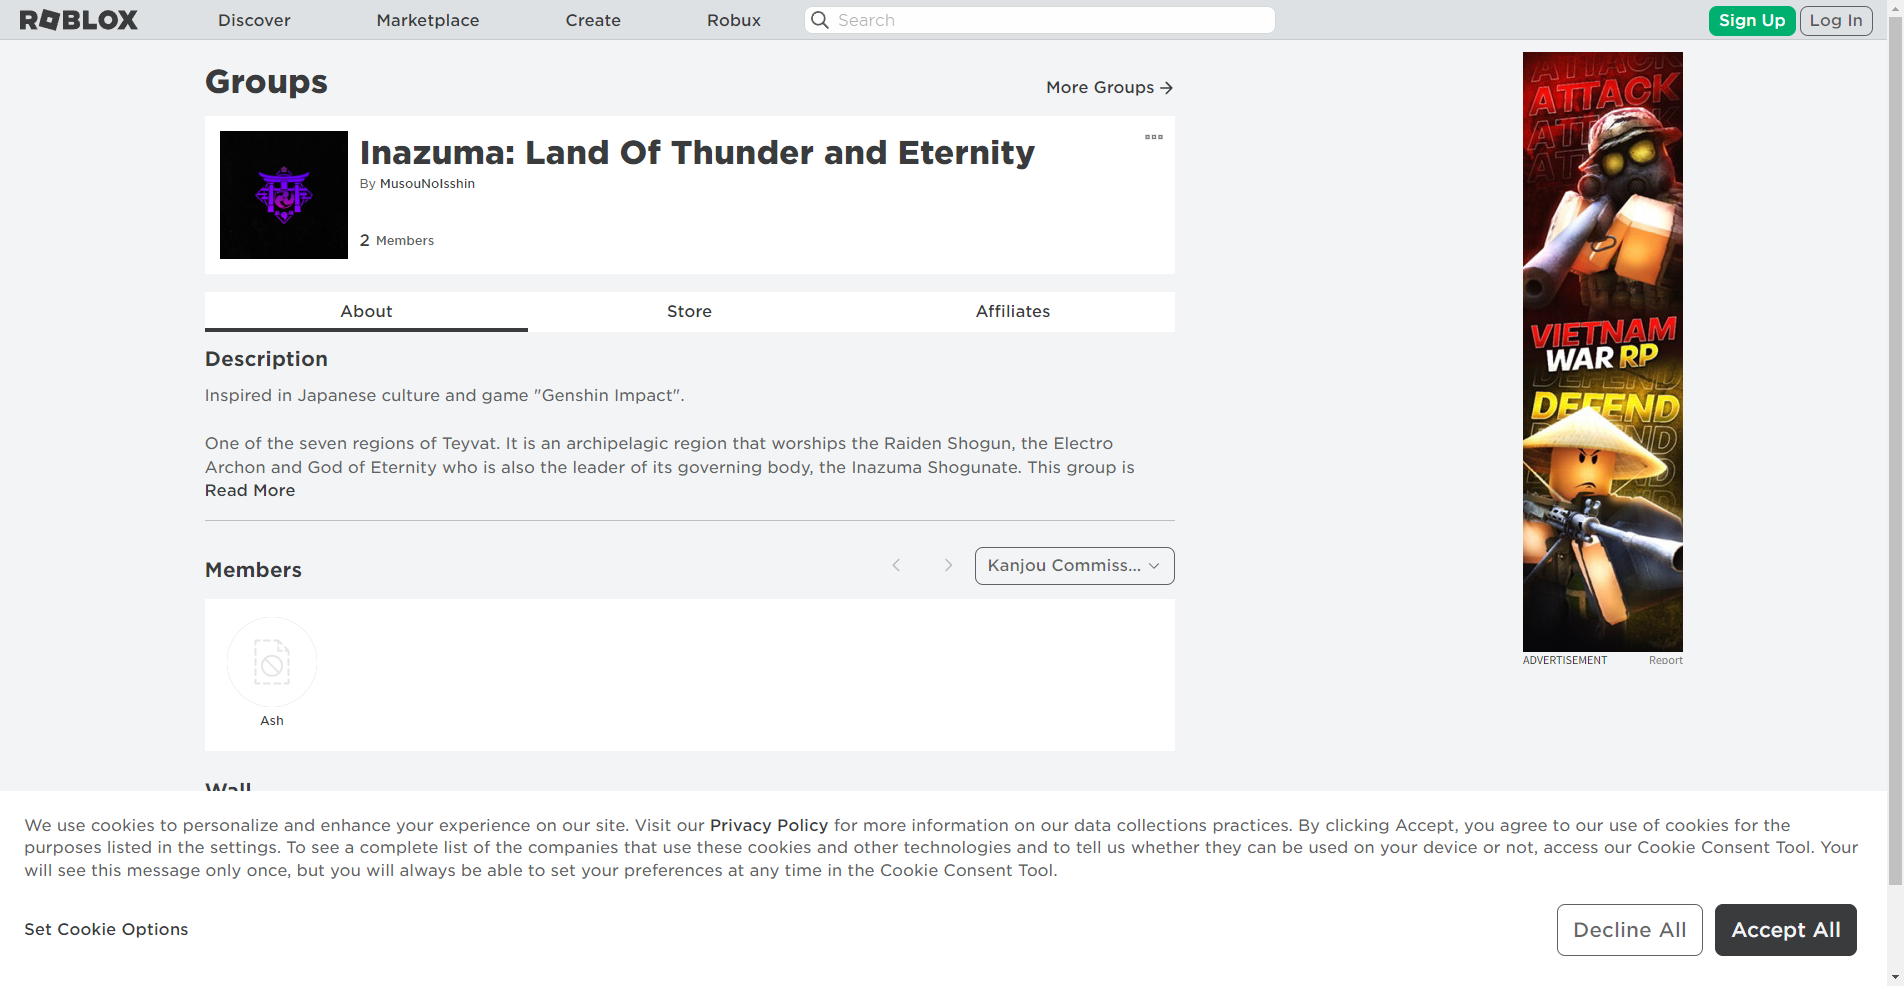 ROBLOX
Discover
Marketplace
Create
Robux
Search
Sign Up
Log In
Groups
More Groups
Inazuma: Land Of Thunder and Eternity
By MusouNoIsshin
2 Members
About
Store
Affiliates
Description
Inspired in Japanese culture and game "Genshin Impact".
One of the seven regions of Teyvat. It is an archipelagic region that worships the Raiden Shogun, the Electro
Archon and God of Eternity who is also the leader of its governing body, the Inazuma Shogunate. This group is
Read More
Members
Kanjou Commiss...
Ash
Wall
ATTACK
ATTACK
VIETNAM
WAR RP
DEFEND
DEFEND
DEFEND
ADVERTISEMENT
Report
We use cookies to personalize and enhance your experience on our site. Visit our Privacy Policy for more information on our data collections practices. By clicking Accept, you agree to our use of cookies for the
purposes listed in the settings. To see a complete list of the companies that use these cookies and other technologies and to tell us whether they can be used on your device or not, access our Cookie Consent Tool. Your
will see this message only once, but you will always be able to set your preferences at any time in the Cookie Consent Tool.
Set Cookie Options
Decline All
Accept All